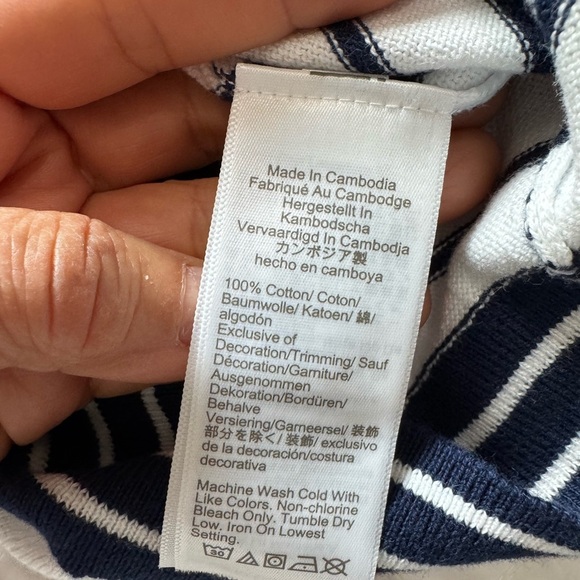 Made In Cambodia
Fabriqué Au Cambodge
Hergestellt In
Kambodscha
Vervaardigd In Cambodja
カンボジア製
hecho en camboya
100% Cotton/ Coton/
Baumwolle/ Katoen/ 綿/
algodón
Exclusive of
Decoration/Trimming/ Sauf
Décoration/Garniture/
Ausgenommen
Dekoration/Bordüren/
Behalve
Versiering/Garneersel/ 装飾
部分を除く/ 装飾/ exclusivo
de la decoración/costura
decorativa
Machine Wash Cold With
Like Colors. Non-chlorine
Bleach Only. Tumble Dry
Low. Iron On Lowest
Setting.
30